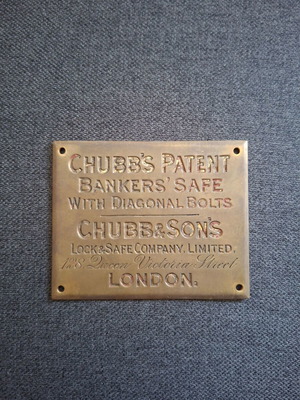 CHUBB'S PATENT
BANKERS' SAFE
WITH DIAGONAL BOLTS
CHUBB & SON'S
LOCK & SAFE COMPANY, LIMITED,
128 Queen Victoria Street
LONDON.